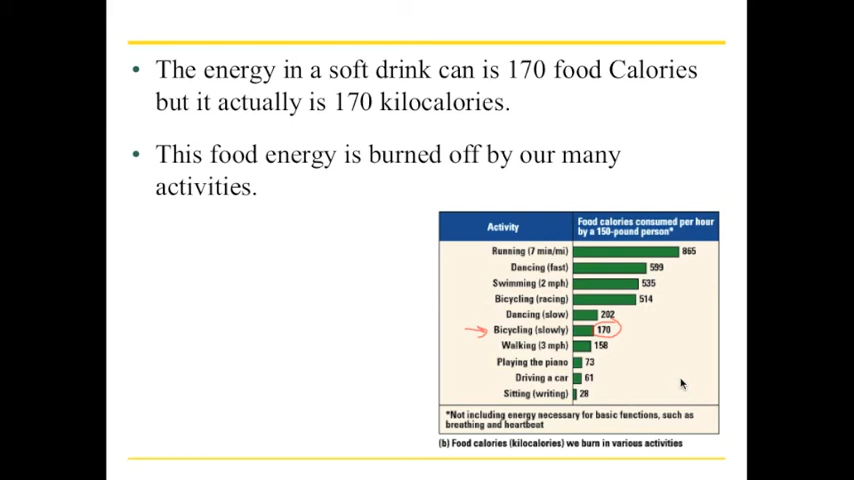 • The energy in a soft drink can is 170 food Calories
but it actually is 170 kilocalories.
• This food energy is burned off by our many
activities.
Activity
Food calories consumed per hour
by a 150-pound person*
Running (7 min/mi) 865
Dancing (fast) 599
Swimming (2 mph) 535
Bicycling (racing) 514
Dancing (slow) 202
Bicycling (slowly) 170
Walking (3 mph) 158
Playing the piano 73
Driving a car 61
Sitting (writing) 28
*Not including energy necessary for basic functions, such as
breathing and heartbeat
(b) Food calories (kilocalories) we burn in various activities